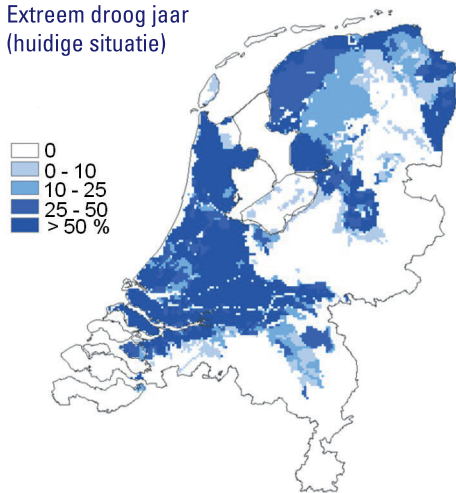 Extreem droog jaar
(huidige situatie)
0
0 - 10
10 - 25
25 - 50
> 50 %